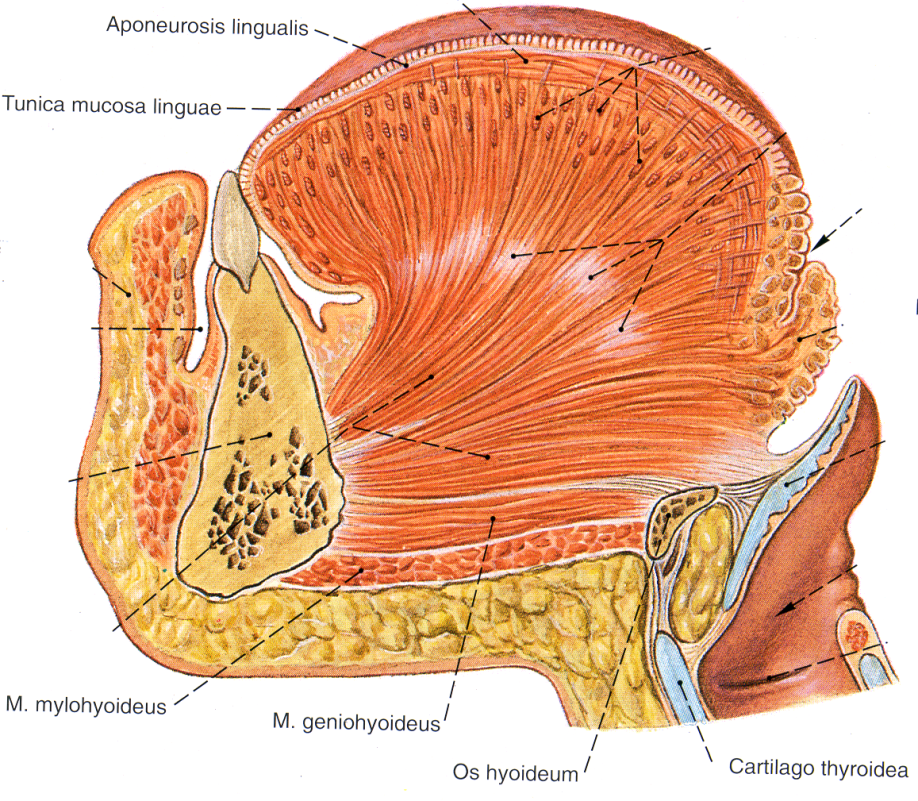 Aponeurosis lingualis
Tunica mucosa linguae
M. mylohyoideus
M. geniohyoideus
Os hyoideum
Cartilago thyroidea